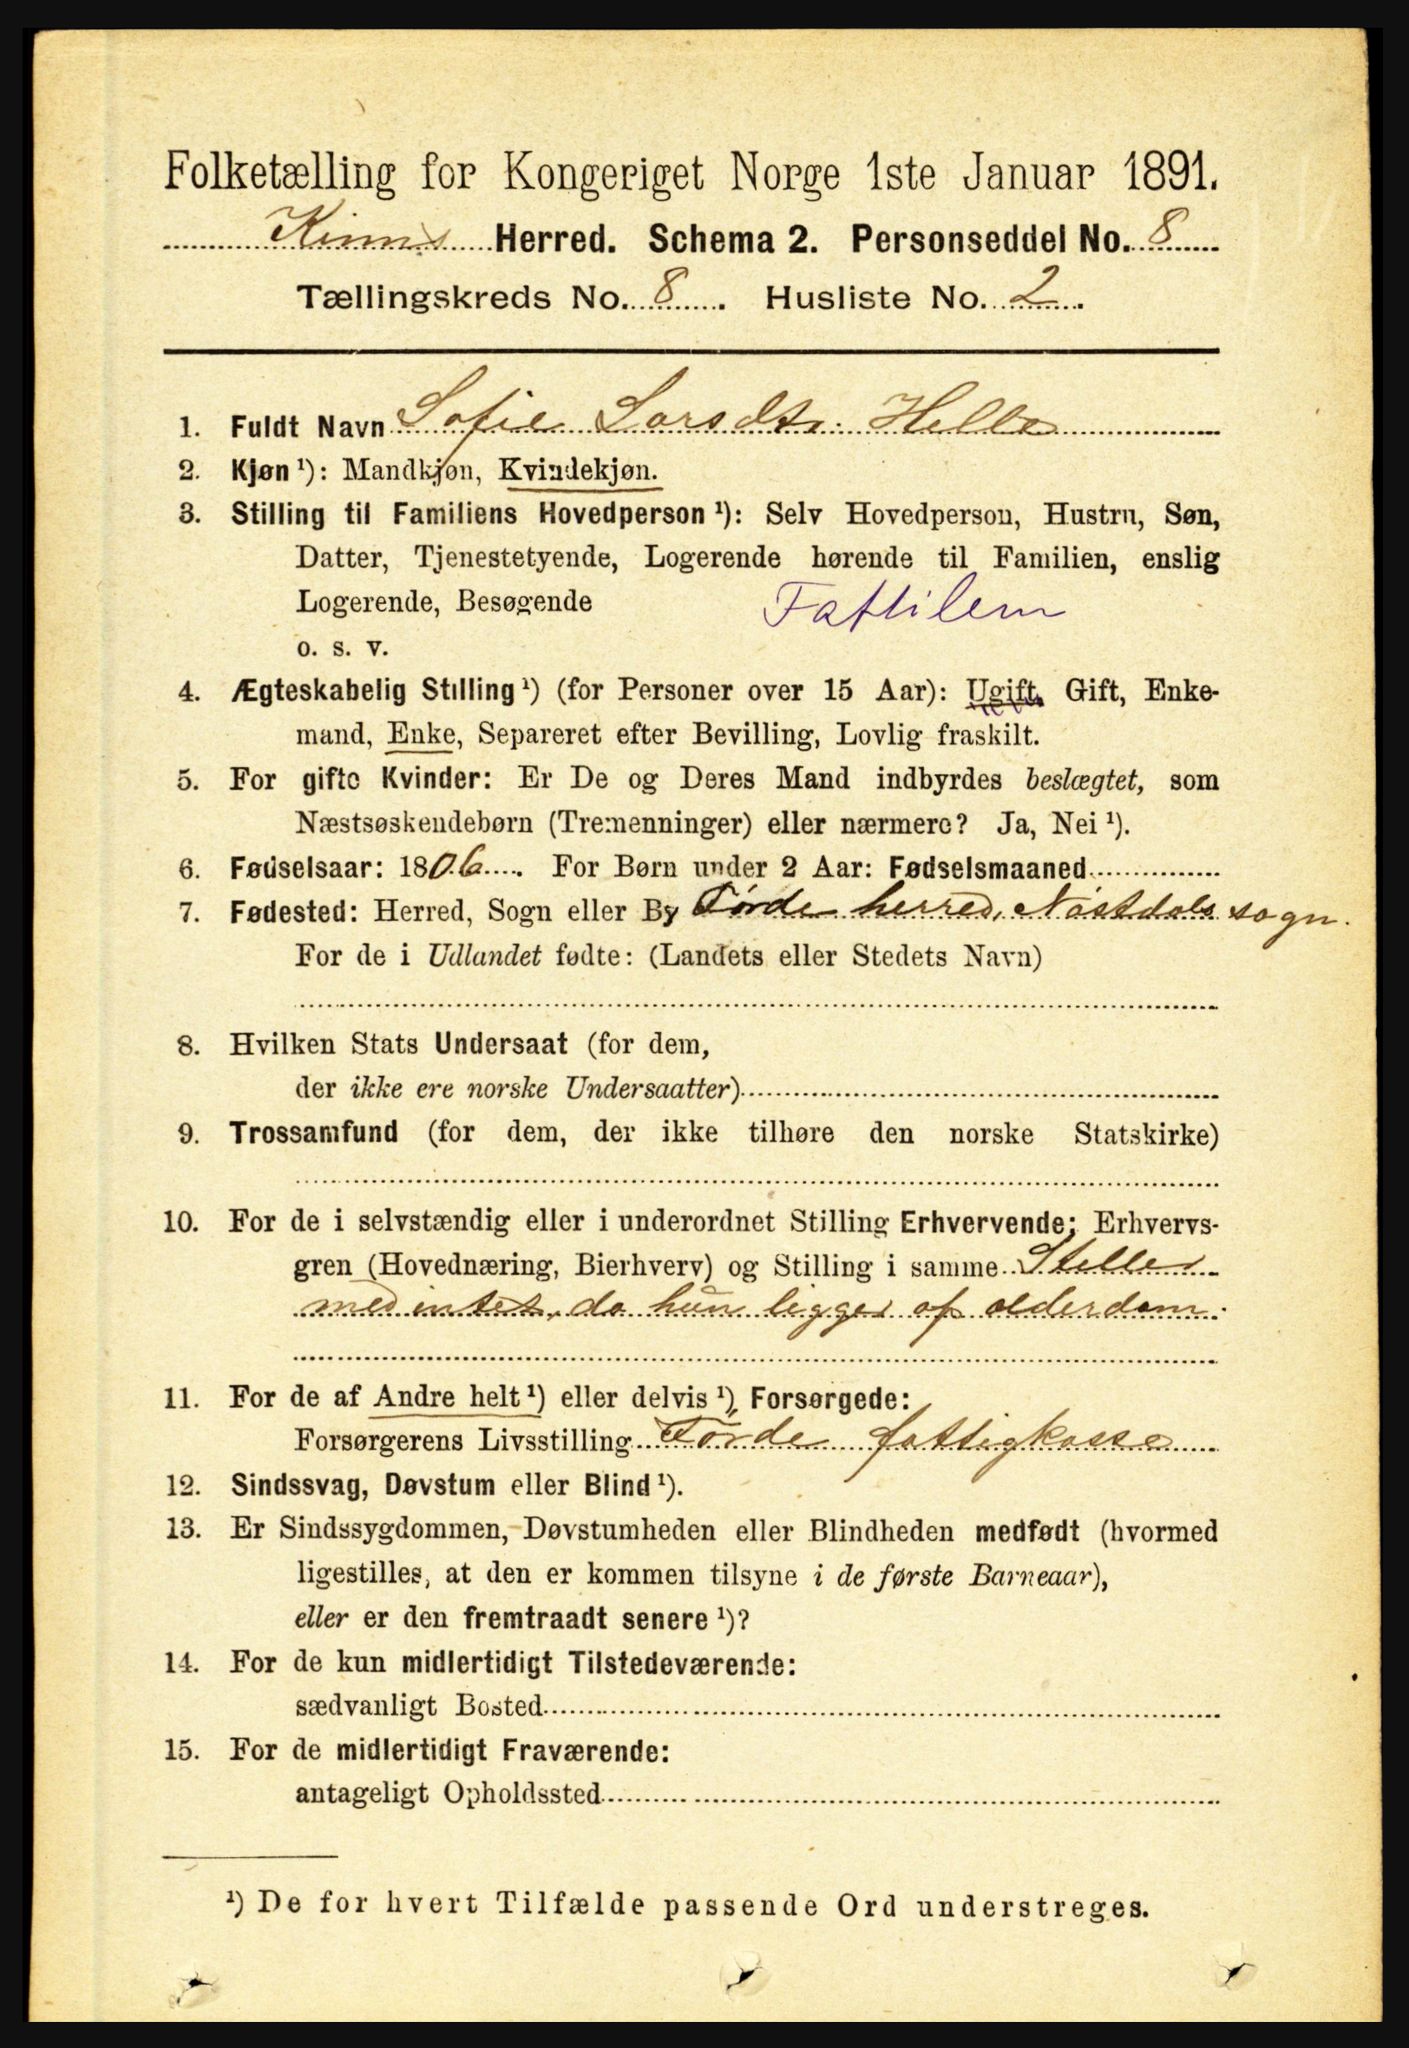 Folketælling for Kongeriget Norge 1ste Januar 1891.
Kinns Herred. Schema 2. Personseddel No. 8
Tællingskreds No. 8. Husliste No. 2.
1. Fuldt Navn Sofie Larsdtr. Helle
2. Kjøn ¹): Mandkjøn, Kvindekjøn.
3. Stilling til Familiens Hovedperson ¹): Selv Hovedperson, Hustru, Søn,
Datter, Tjenestetyende, Logerende hørende til Familien, enslig
Logerende, Besøgende Fattilem
o. s. v.
4. Ægteskabelig Stilling ¹) (for Personer over 15 Aar): Ugift, Gift, Enke-
mand, Enke, Separeret efter Bevilling, Lovlig fraskilt.
5. For gifte Kvinder: Er De og Deres Mand indbyrdes beslægtet, som
Næstsøskendebørn (Tremenninger) eller nærmere? Ja, Nei ¹).
6. Fødselsaar: 1806. For Børn under 2 Aar: Fødselsmaaned
7. Fødested: Herred, Sogn eller By Førde herred, Nøstdals sogn.
For de i Udlandet fødte: (Landets eller Stedets Navn)
8. Hvilken Stats Undersaat (for dem,
der ikke ere norske Undersaatter)
9. Trossamfund (for dem, der ikke tilhøre den norske Statskirke)
10. For de i selvstændig eller i underordnet Stilling Erhvervende: Erhvervs-
gren (Hovednæring, Bierhverv) og Stilling i samme Steller
med intet, da hun ligger af alderdom.
11. For de af Andre helt ¹) eller delvis ¹), Forsørgede:
Forsørgerens Livsstilling Førde fattigkasse
12. Sindssvag, Døvstum eller Blind ¹).
13. Er Sindssygdommen, Døvstumheden eller Blindheden medfødt (hvormed
ligestilles, at den er kommen tilsyne i de første Barneaar),
eller er den fremtraadt senere ¹)?
14. For de kun midlertidigt Tilstedeværende:
sædvanligt Bosted
15. For de midlertidigt Fraværende:
antageligt Opholdssted
¹) De for hvert Tilfælde passende Ord understreges.